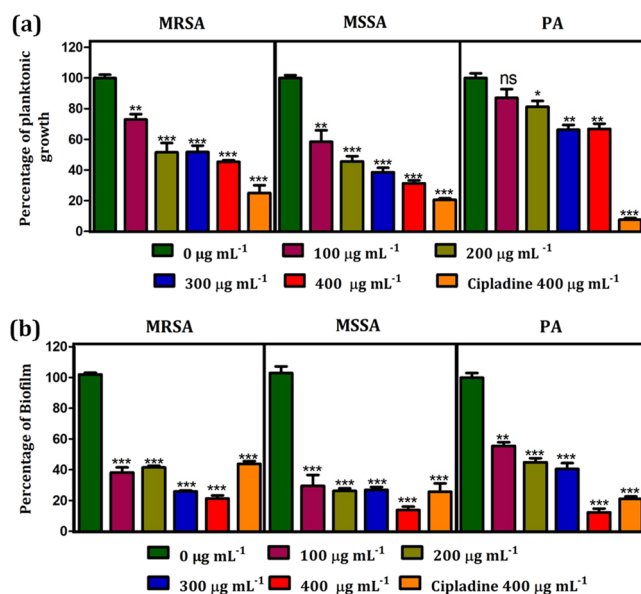 (a)
MRSA MSSA PA
Percentage of planktonic
growth
120
100
80
60
40
20
0
** *** *** *** ***
** *** *** *** ***
ns * ** ** ***
0 µg mL⁻¹ 100 µg mL⁻¹ 200 µg mL⁻¹
300 µg mL⁻¹ 400 µg mL⁻¹ Cipladine 400 µg mL⁻¹
(b)
MRSA MSSA PA
Percentage of Biofilm
120
100
80
60
40
20
0
*** *** *** *** ***
*** *** *** *** ***
** *** *** *** ***
0 µg mL⁻¹ 100 µg mL⁻¹ 200 µg mL⁻¹
300 µg mL⁻¹ 400 µg mL⁻¹ Cipladine 400 µg mL⁻¹